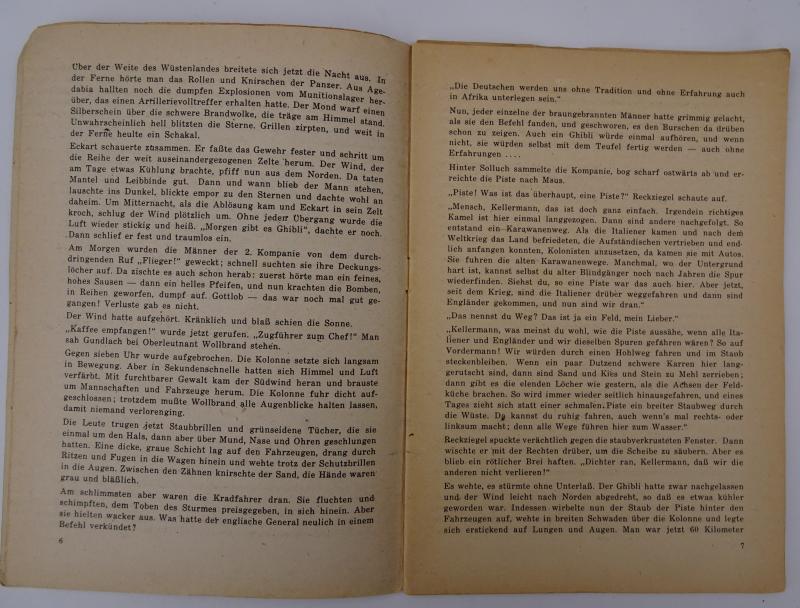 Über der Weite des Wüstenlandes breitete sich jetzt die Nacht aus. In
der Ferne hörte man das Rollen und Knirschen der Panzer. Aus Age-
dabia hallten noch die dumpfen Explosionen vom Munitionslager her-
über, das einen Artillerievolltreffer erhalten hatte. Der Mond warf einen
Silberschein über die schwere Brandwolke, die träge am Himmel stand.
Unwahrscheinlich hell blitzten die Sterne. Grillen zirpten, und weit in
der Ferne heulte ein Schakal.
Eckart schauerte zusammen. Er faßte das Gewehr fester und schritt um
die Reihe der weit auseinandergezogenen Zelte herum. Der Wind, der
am Tage etwas Kühlung brachte, pfiff nun aus dem Norden. Da taten
Mantel und Leibbinde gut. Dann und wann blieb der Mann stehen,
lauschte ins Dunkel, blickte empor zu den Sternen und dachte wohl an
daheim. Um Mitternacht, als die Ablösung kam und Eckart in sein Zelt
kroch, schlug der Wind plötzlich um. Ohne jeden Übergang wurde die
Luft wieder stickig und heiß. „Morgen gibt es Ghibli", dachte er noch.
Dann schlief er fest und traumlos ein.
Am Morgen wurden die Männer der 2. Kompanie von dem durch-
dringenden Ruf „Flieger!" geweckt; schnell suchten sie ihre Deckungs-
löcher auf. Da zischte es auch schon herab: zuerst hörte man ein feines,
hohes Sausen — dann ein helles Pfeifen, und nun krachten die Bomben,
in Reihen geworfen, dumpf auf. Gottlob — das war noch mal gut ge-
gangen! Verluste gab es nicht.
Der Wind hatte aufgehört. Kränklich und blaß schien die Sonne.
„Kaffee empfangen!" wurde jetzt gerufen. „Zugführer zum Chef!" Man
sah Gundlach bei Oberleutnant Wollbrand stehen.
Gegen sieben Uhr wurde aufgebrochen. Die Kolonne setzte sich langsam
in Bewegung. Aber in Sekundenschnelle hatten sich Himmel und Luft
verfärbt. Mit furchtbarer Gewalt kam der Südwind heran und brauste
um Mannschaften und Fahrzeuge herum. Die Kolonne fuhr dicht auf-
geschlossen; trotzdem mußte Wollbrand alle Augenblicke halten lassen,
damit niemand verlorenging.
Die Leute trugen jetzt Staubbrillen und grünseidene Tücher, die sie
einmal um den Hals, dann aber über Mund, Nase und Ohren geschlungen
hatten. Eine dicke, graue Schicht lag auf den Fahrzeugen, drang durch
Ritzen und Fugen in die Wagen hinein und wehte trotz der Schutzbrillen
in die Augen. Zwischen den Zähnen knirschte der Sand, die Hände waren
grau und bläßlich.
Am schlimmsten aber waren die Kradfahrer dran. Sie fluchten und
schimpften, dem Toben des Sturmes preisgegeben, in sich hinein. Aber
sie hielten wacker aus. Was hatte der englische General neulich in einem
Befehl verkündet?
6
„Die Deutschen werden uns ohne Tradition und ohne Erfahrung auch
in Afrika unterlegen sein."
Nun, jeder einzelne der braungebrannten Männer hatte grimmig gelacht,
als sie den Befehl fanden, und geschworen, es den Burschen da drüben
schon zu zeigen. Auch ein Ghibli würde einmal aufhören, und wenn
nicht, sie würden selbst mit dem Teufel fertig werden — auch ohne
Erfahrungen ....
Hinter Solluch sammelte die Kompanie, bog scharf ostwärts ab und er-
reichte die Piste nach Msus.
„Piste! Was ist das überhaupt, eine Piste?" Reckziegel schaute auf.
„Mensch, Kellermann, das ist doch ganz einfach. Irgendein richtiges
Kamel ist hier einmal langgezogen. Dann sind andere nachgefolgt. So
entstand ein Karawanenweg. Als die Italiener kamen und nach dem
Weltkrieg das Land befriedeten, die Aufständischen vertrieben und end-
lich anfangen konnten, Kolonisten anzusetzen, da kamen sie mit Autos.
Sie fuhren die alten Karawanenwege. Manchmal, wo der Untergrund
hart ist, kannst selbst du alter Blindgänger noch nach Jahren die Spur
wiederfinden. Siehst du, so eine Piste war das auch hier. Aber jetzt,
seit dem Krieg, sind die Italiener drüber weggefahren und dann sind
Engländer gekommen, und nun sind wir dran."
„Das nennst du Weg? Das ist ja ein Feld, mein Lieber."
„Kellermann, was meinst du wohl, wie die Piste aussähe, wenn alle Ita-
liener und Engländer und wir dieselben Spuren gefahren wären? So auf
Vordermann! Wir würden durch einen Hohlweg fahren und im Staub
steckenbleiben. Wenn ein paar Dutzend schwere Karren hier lang-
gerutscht sind, dann sind Sand und Kies und Stein zu Mehl zerrieben;
dann gibt es die elenden Löcher wie gestern, als die Achsen der Feld-
küche brachen. So wird immer wieder seitlich hinausgefahren, und eines
Tages zieht sich statt einer schmalen Piste ein breiter Staubweg durch
die Wüste. Da kannst du ruhig fahren, auch wenn's mal rechts- oder
linksum macht; denn alle Wege führen hier zum Wasser."
Reckziegel spuckte verächtlich gegen die staubverkrusteten Fenster. Dann
wischte er mit der Rechten drüber, um die Scheibe zu säubern. Aber es
blieb ein rötlicher Brei haften. „Dichter ran, Kellermann, daß wir die
anderen nicht verlieren!"
Es wehte, es stürmte ohne Unterlaß. Der Ghibli hatte zwar nachgelassen
und der Wind leicht nach Norden abgedreht, so daß es etwas kühler
geworden war. Indessen wirbelte nun der Staub der Piste hinter den
Fahrzeugen auf, wehte in breiten Schwaden über die Kolonne und legte
sich erstickend auf Lungen und Augen. Man war jetzt 60 Kilometer
7